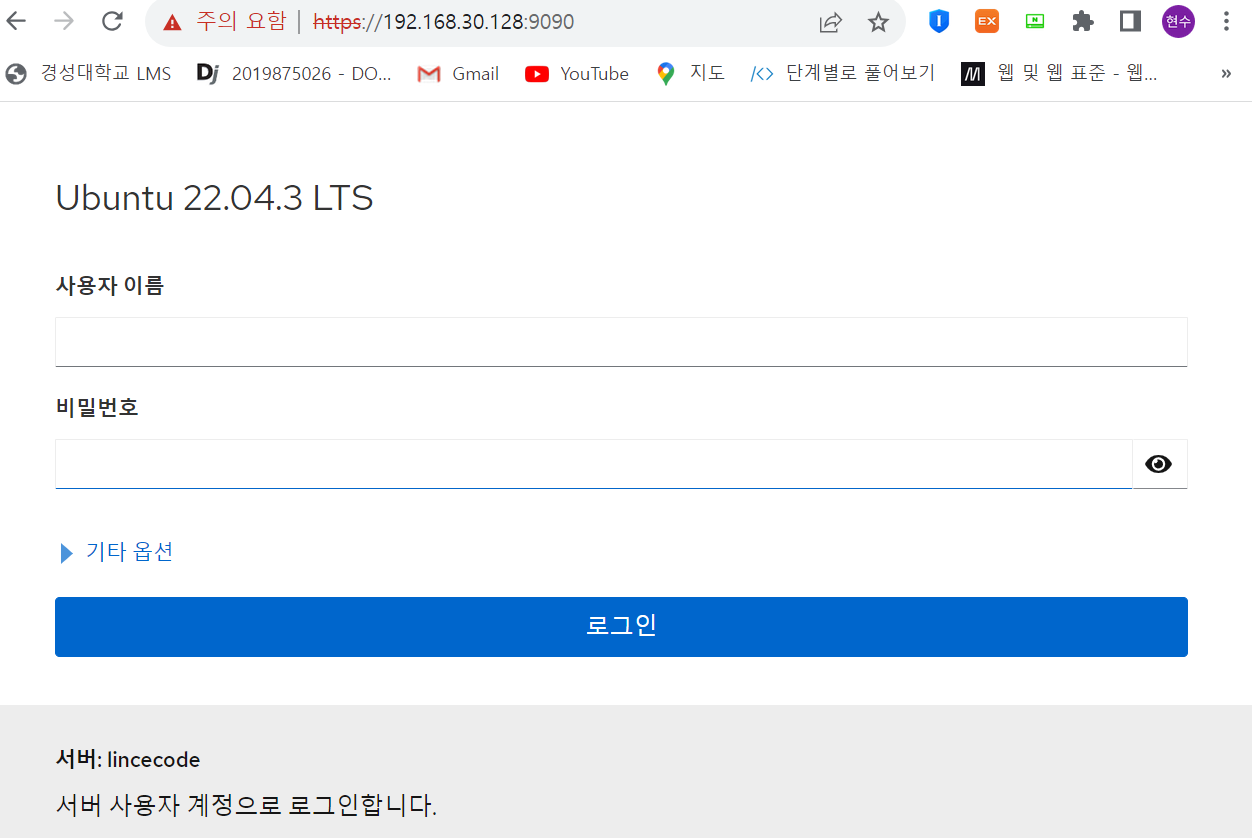 주의 요함 | https://192.168.30.128:9090
EX
N
현수
경성대학교 LMS
Dj 2019875026 - DO...
Gmail
YouTube
지도
단계별로 풀어보기
M 웹 및 웹 표준 - 웹...
»
Ubuntu 22.04.3 LTS
사용자 이름
비밀번호
기타 옵션
로그인
서버: lincecode
서버 사용자 계정으로 로그인합니다.